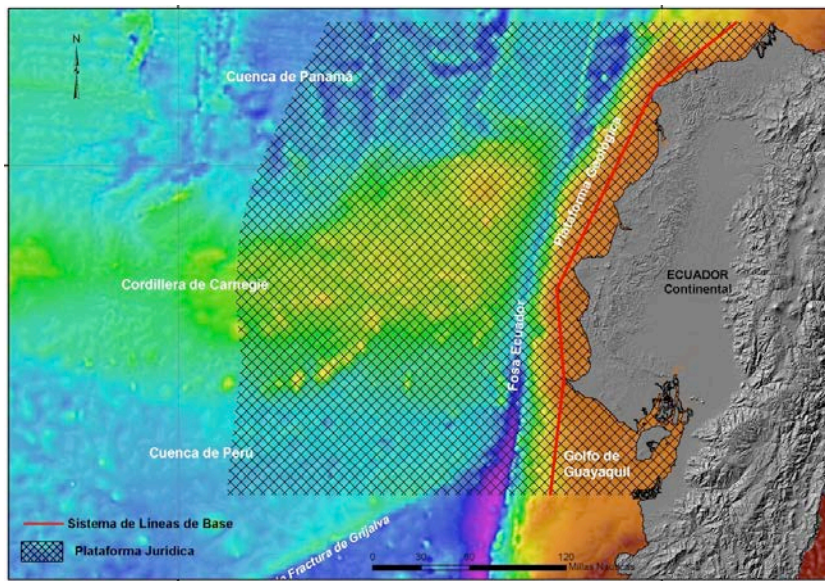 N
Cuenca de Panamá
Plataforma Geológica
ECUADOR
Continental
Cordillera de Carnegie
Fosa Ecuador
Cuenca de Perú
Golfo de
Guayaquil
Sistema de Líneas de Base
Plataforma Jurídica
Fractura de Grijalva
0 30 60 120
Millas Nauticas